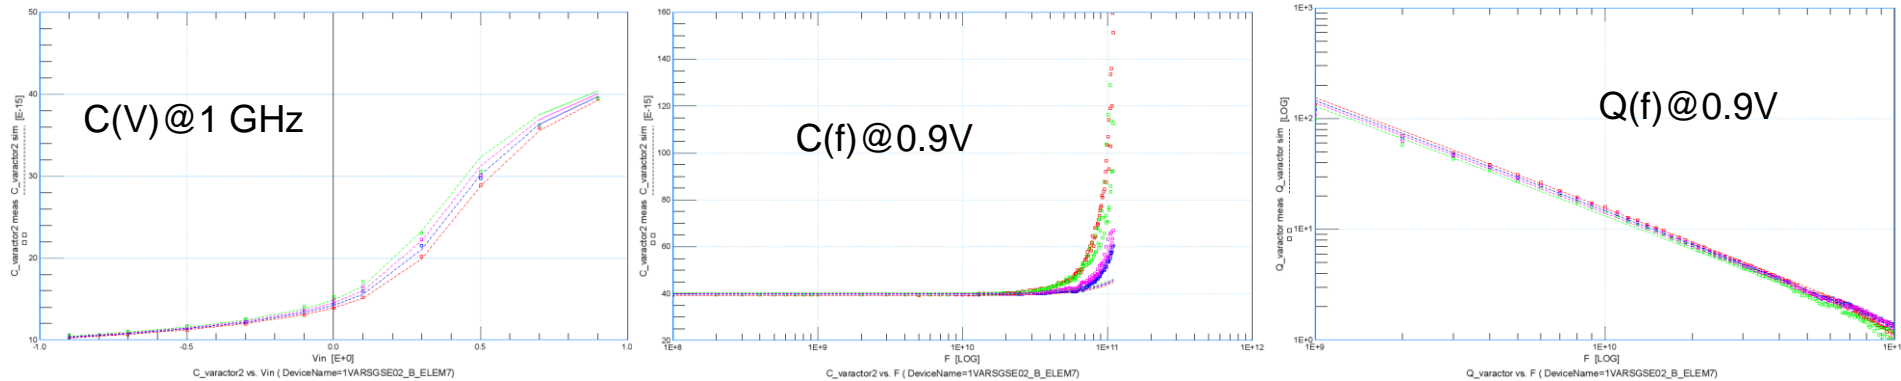 C(V)@1 GHz
C_varactor2 meas C_varactor2 sim [E-15]
50
40
30
20
10
-1.0 -0.5 0.0 0.5 1.0
Vin [E+0]
C_varactor2 vs. Vin ( DeviceName=1VARSGSE02_B_ELEM7)
C(f)@0.9V
C_varactor2 meas C_varactor2 sim [E-15]
160
140
120
100
80
60
40
20
1E+8 1E+9 1E+10 1E+11 1E+12
F [LOG]
C_varactor2 vs. F ( DeviceName=1VARSGSE02_B_ELEM7)
Q(f)@0.9V
Q_varactor meas Q_varactor sim [LOG]
1E+3
1E+2
1E+1
1E+0
1E+9 1E+10 1E+1
F [LOG]
Q_varactor vs. F ( DeviceName=1VARSGSE02_B_ELEM7)